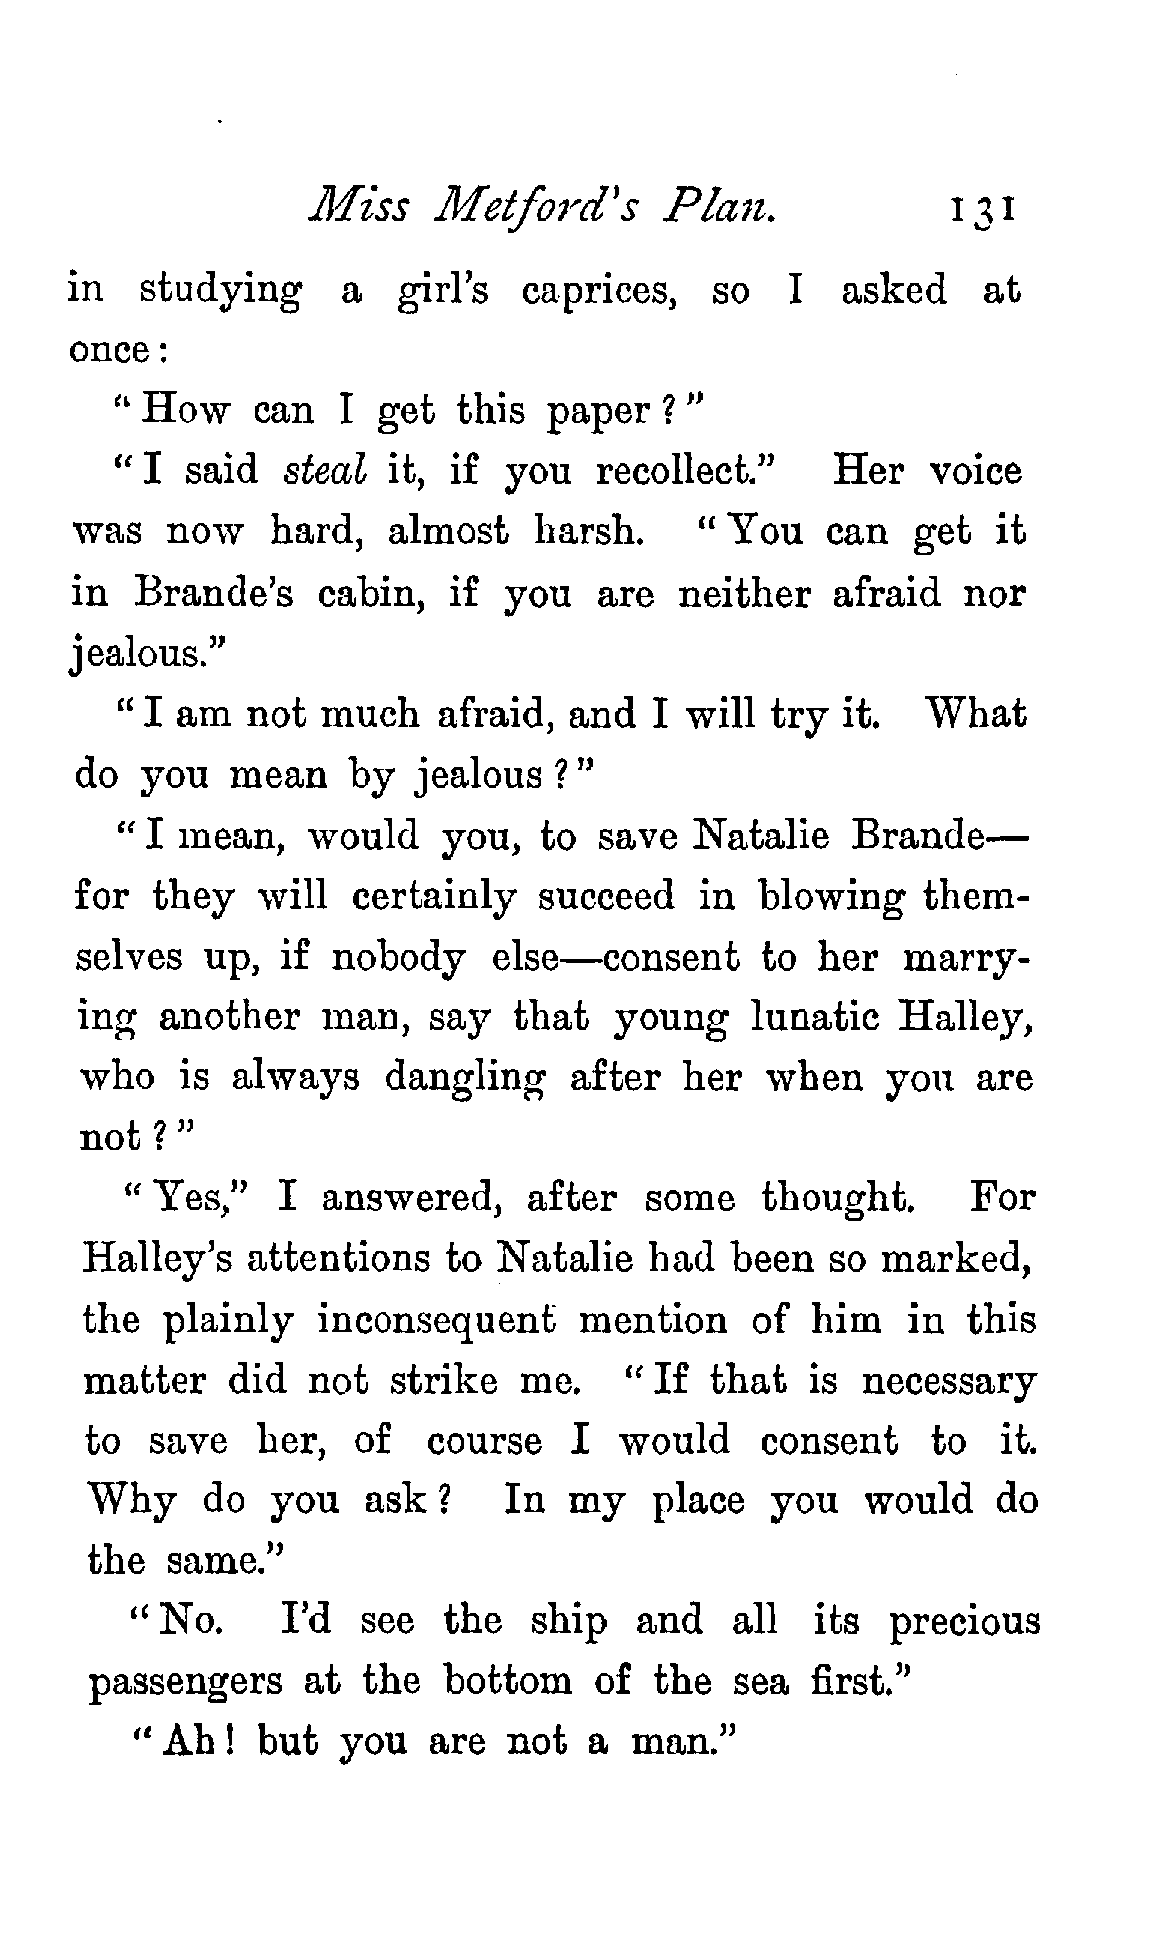 Miss Metford's Plan. 131
in studying a girl's caprices, so I asked at
once:
"How can I get this paper?"
"I said steal it, if you recollect." Her voice
was now hard, almost harsh. "You can get it
in Brande's cabin, if you are neither afraid nor
jealous."
"I am not much afraid, and I will try it. What
do you mean by jealous?"
"I mean, would you, to save Natalie Brande—
for they will certainly succeed in blowing them-
selves up, if nobody else—consent to her marry-
ing another man, say that young lunatic Halley,
who is always dangling after her when you are
not?"
"Yes," I answered, after some thought. For
Halley's attentions to Natalie had been so marked,
the plainly inconsequent mention of him in this
matter did not strike me. "If that is necessary
to save her, of course I would consent to it.
Why do you ask? In my place you would do
the same."
"No. I'd see the ship and all its precious
passengers at the bottom of the sea first."
"Ah! but you are not a man."